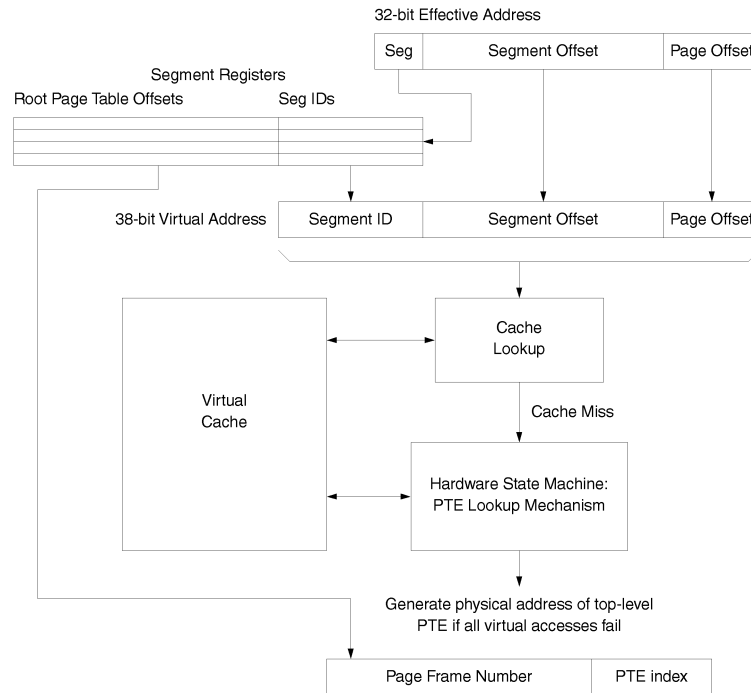 32-bit Effective Address
Seg
Segment Offset
Page Offset
Segment Registers
Root Page Table Offsets
Seg IDs
38-bit Virtual Address
Segment ID
Segment Offset
Page Offset
Cache
Lookup
Virtual
Cache
Cache Miss
Hardware State Machine:
PTE Lookup Mechanism
Generate physical address of top-level
PTE if all virtual accesses fail
Page Frame Number
PTE index